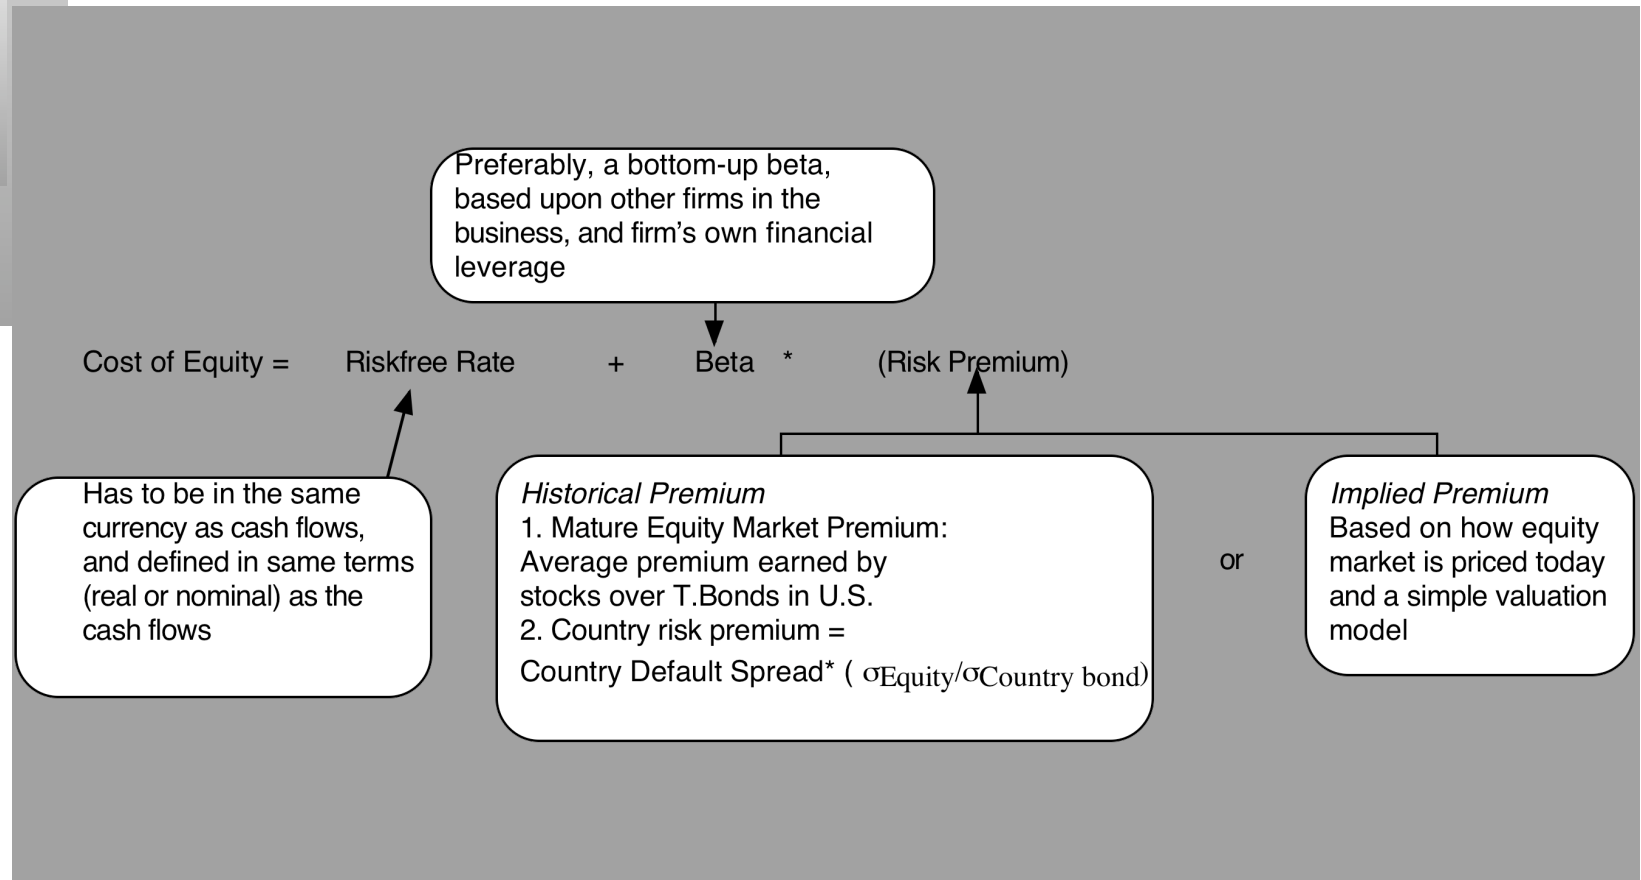 Preferably, a bottom-up beta,
based upon other firms in the
business, and firm’s own financial
leverage
Cost of Equity = Riskfree Rate + Beta * (Risk Premium)
Has to be in the same
currency as cash flows,
and defined in same terms
(real or nominal) as the
cash flows
Historical Premium
1. Mature Equity Market Premium:
Average premium earned by
stocks over T.Bonds in U.S.
2. Country risk premium =
Country Default Spread* ( σEquity/σCountry bond)
or
Implied Premium
Based on how equity
market is priced today
and a simple valuation
model